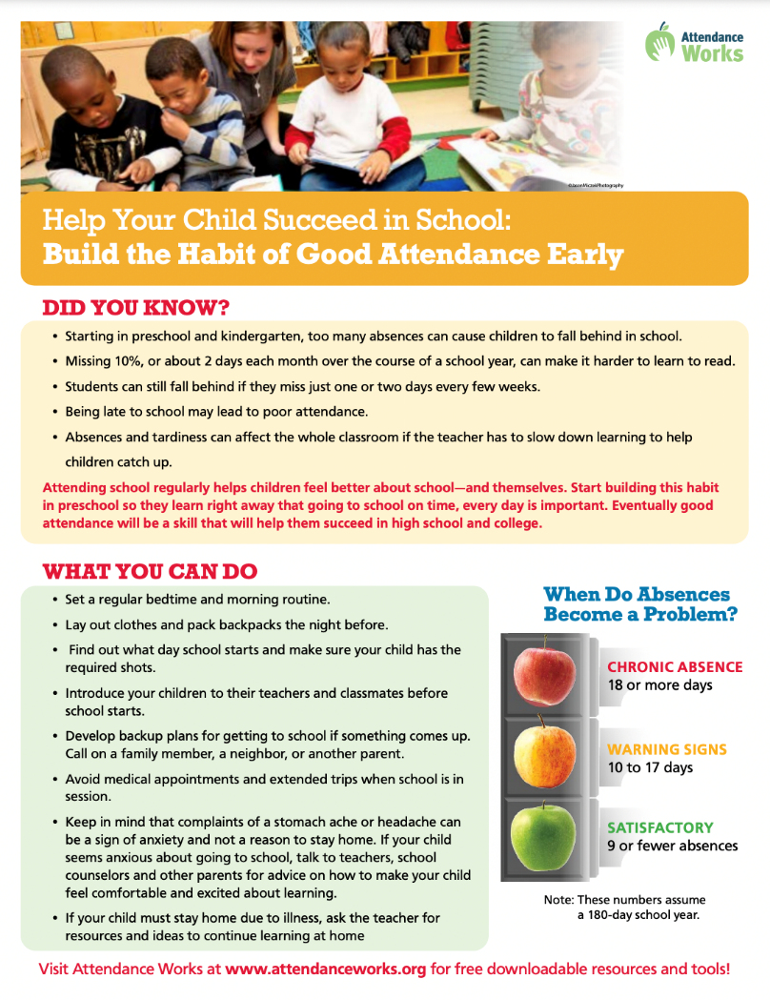 Attendance
Works
©JasonMiczekPhotography
Help Your Child Succeed in School:
Build the Habit of Good Attendance Early
DID YOU KNOW?
• Starting in preschool and kindergarten, too many absences can cause children to fall behind in school.
• Missing 10%, or about 2 days each month over the course of a school year, can make it harder to learn to read.
• Students can still fall behind if they miss just one or two days every few weeks.
• Being late to school may lead to poor attendance.
• Absences and tardiness can affect the whole classroom if the teacher has to slow down learning to help
children catch up.
Attending school regularly helps children feel better about school—and themselves. Start building this habit
in preschool so they learn right away that going to school on time, every day is important. Eventually good
attendance will be a skill that will help them succeed in high school and college.
WHAT YOU CAN DO
• Set a regular bedtime and morning routine.
• Lay out clothes and pack backpacks the night before.
• Find out what day school starts and make sure your child has the
required shots.
• Introduce your children to their teachers and classmates before
school starts.
• Develop backup plans for getting to school if something comes up.
Call on a family member, a neighbor, or another parent.
• Avoid medical appointments and extended trips when school is in
session.
• Keep in mind that complaints of a stomach ache or headache can
be a sign of anxiety and not a reason to stay home. If your child
seems anxious about going to school, talk to teachers, school
counselors and other parents for advice on how to make your child
feel comfortable and excited about learning.
• If your child must stay home due to illness, ask the teacher for
resources and ideas to continue learning at home
When Do Absences
Become a Problem?
CHRONIC ABSENCE
18 or more days
WARNING SIGNS
10 to 17 days
SATISFACTORY
9 or fewer absences
Note: These numbers assume
a 180-day school year.
Visit Attendance Works at www.attendanceworks.org for free downloadable resources and tools!